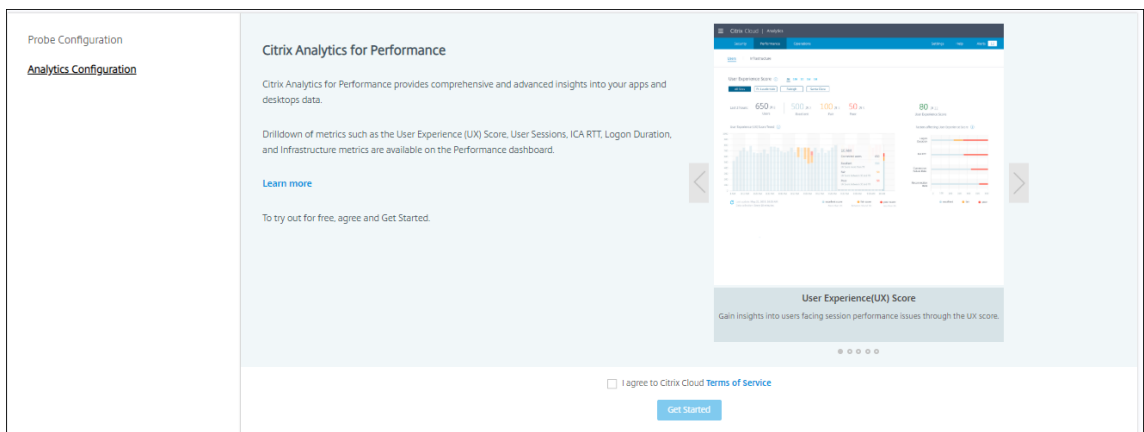 Probe Configuration
Analytics Configuration
Citrix Analytics for Performance
Citrix Analytics for Performance provides comprehensive and advanced insights into your apps and
desktops data.
Drilldown of metrics such as the User Experience (UX) Score, User Sessions, ICA RTT, Logon Duration,
and Infrastructure metrics are available on the Performance dashboard.
Learn more
To try out for free, agree and Get Started.
Citrix Cloud | Analytics
Performance
User Experience Score
650
500
100
50
80
User Experience(UX) Score
Gain insights into users facing session performance issues through the UX score.
I agree to Citrix Cloud Terms of Service
Get Started